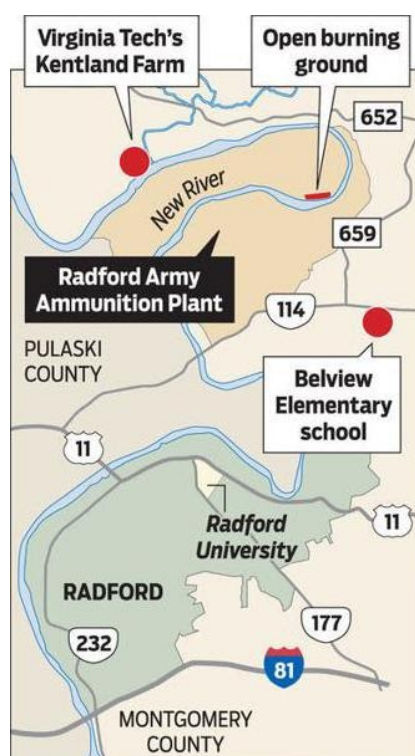 Virginia Tech's
Kentland Farm
Open burning
ground
652
New River
659
Radford Army
Ammunition Plant
114
PULASKI
COUNTY
Belview
Elementary
school
11
11
Radford
University
RADFORD
177
232
81
MONTGOMERY
COUNTY